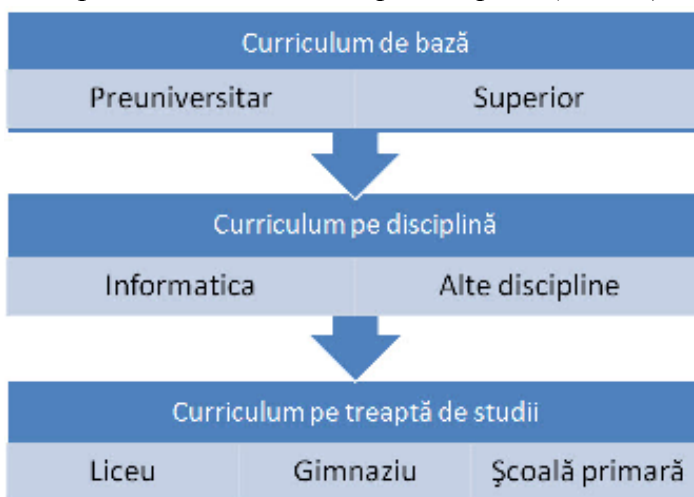 Curriculum de bază
Preuniversitar Superior
Curriculum pe disciplină
Informatica Alte discipline
Curriculum pe treaptă de studii
Liceu Gimnaziu Şcoală primară